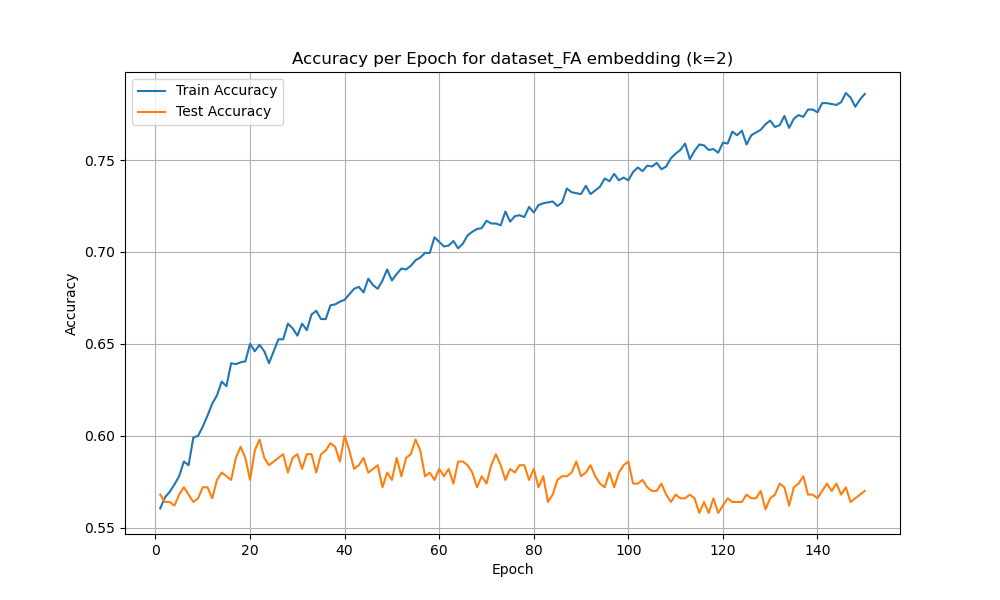 Accuracy per Epoch for dataset_FA embedding (k=2)
Train Accuracy
Test Accuracy
Accuracy
0.75
0.70
0.65
0.60
0.55
0 20 40 60 80 100 120 140
Epoch